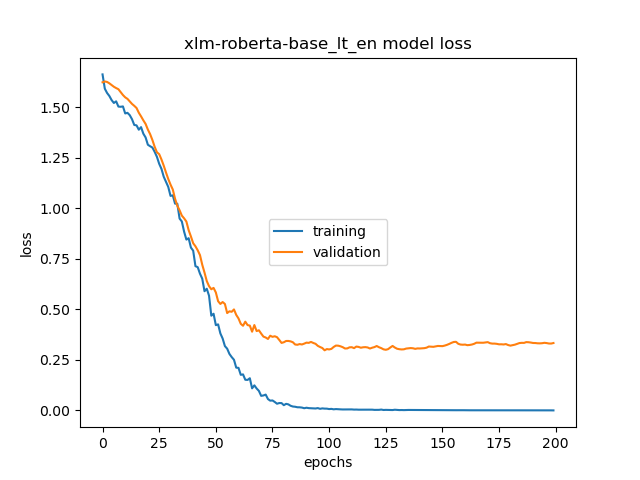 xlm-roberta-base_lt_en model loss
1.50
1.25
1.00
0.75
0.50
0.25
0.00
loss
training
validation
0 25 50 75 100 125 150 175 200
epochs